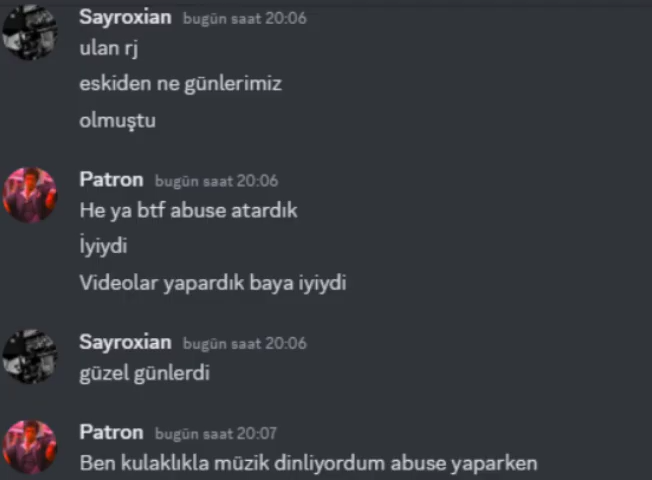 Sayroxian bugün saat 20:06
ulan rj
eskiden ne günlerimiz
olmuştu
Patron bugün saat 20:06
He ya btf abuse atardık
İyiydi
Videolar yapardık baya iyiydi
Sayroxian bugün saat 20:06
güzel günlerdi
Patron bugün saat 20:07
Ben kulaklıkla müzik dinliyordum abuse yaparken